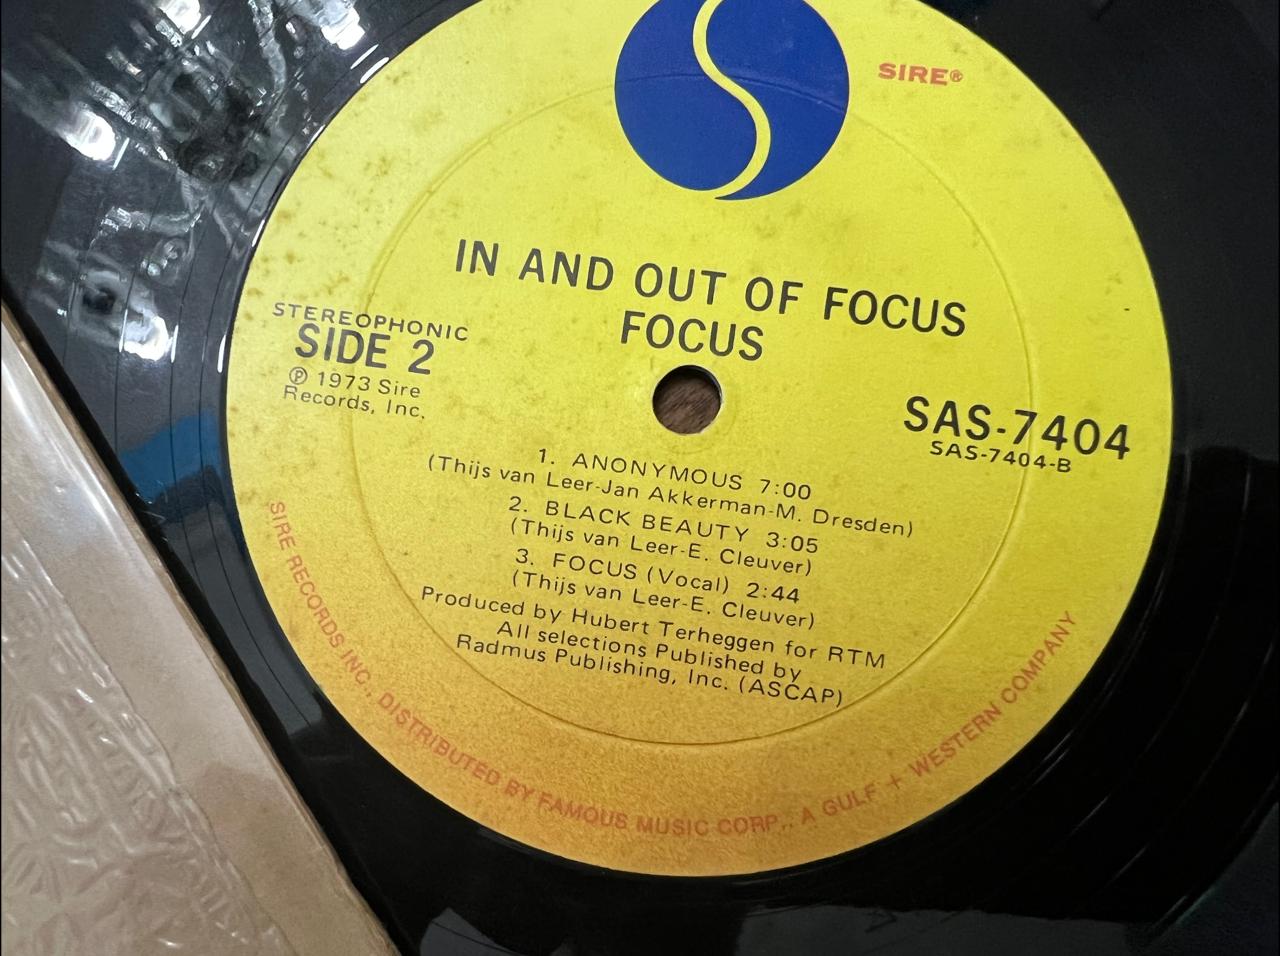 SIRE®
IN AND OUT OF FOCUS
FOCUS
STEREOPHONIC
SIDE 2
℗ 1973 Sire
Records, Inc.
SAS-7404
SAS-7404-B
1. ANONYMOUS 7:00
(Thijs van Leer-Jan Akkerman-M. Dresden)
2. BLACK BEAUTY 3:05
(Thijs van Leer-E. Cleuver)
3. FOCUS (Vocal) 2:44
(Thijs van Leer-E. Cleuver)
Produced by Hubert Terheggen for RTM
All selections Published by
Radmus Publishing, Inc. (ASCAP)
SIRE RECORDS INC., DISTRIBUTED BY FAMOUS MUSIC CORP., A GULF + WESTERN COMPANY